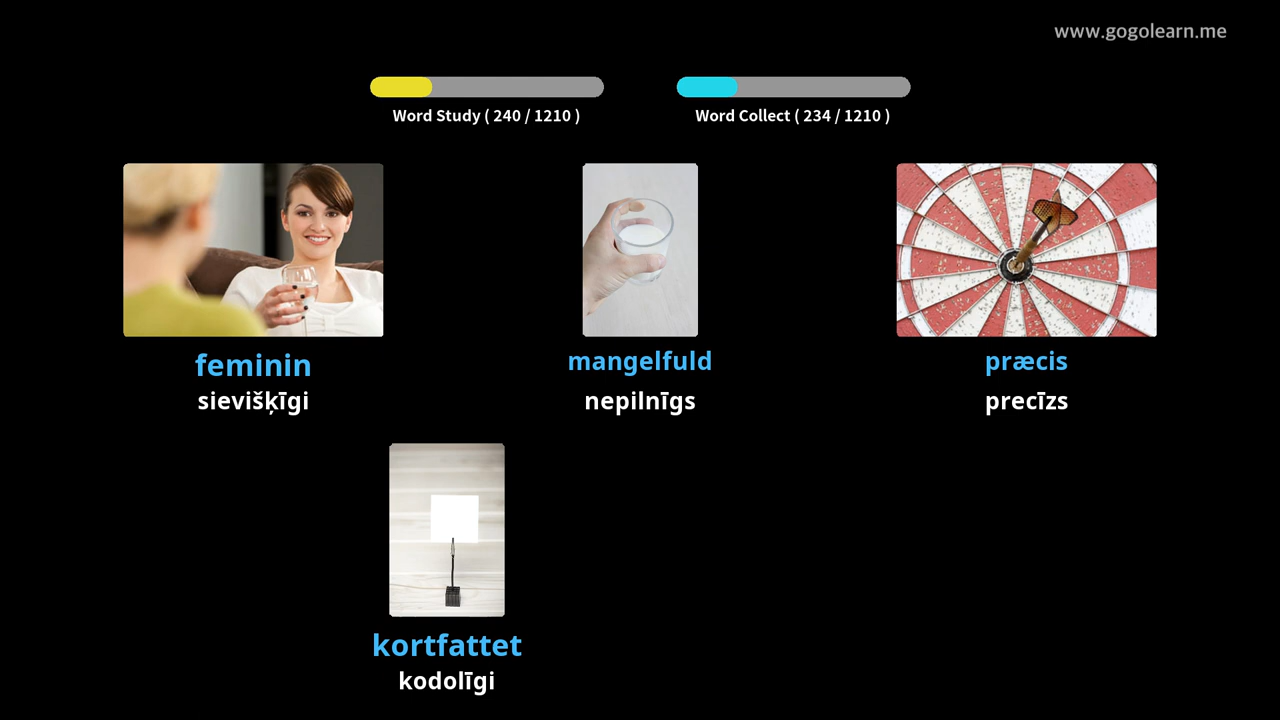 www.gogolearn.me
Word Study ( 240 / 1210 )
Word Collect ( 234 / 1210 )
feminin
sievišķīgi
mangelfuld
nepilnīgs
præcis
precīzs
kortfattet
kodolīgi